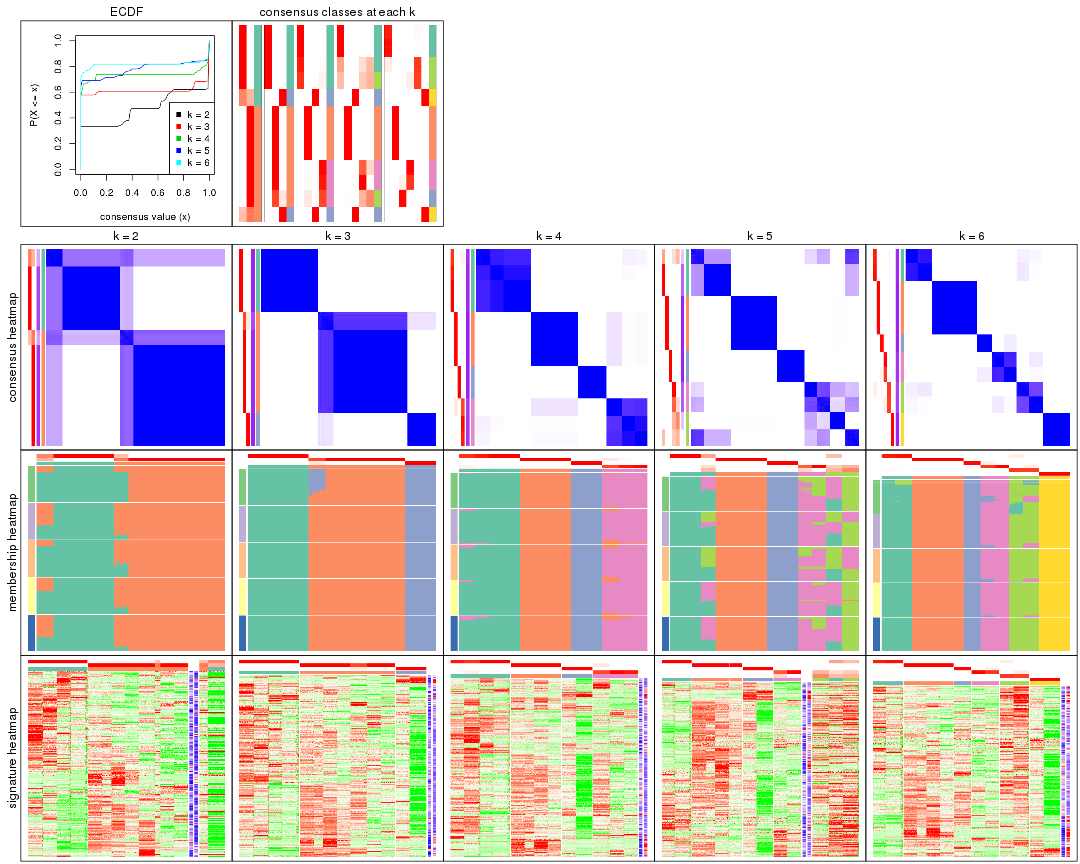 ECDF
consensus classes at each k
P(X <= x)
0.0 0.2 0.4 0.6 0.8 1.0
k = 2
k = 3
k = 4
k = 5
k = 6
0.0 0.2 0.4 0.6 0.8 1.0
consensus value (x)
k = 2 k = 3 k = 4 k = 5 k = 6
consensus heatmap
membership heatmap
signature heatmap